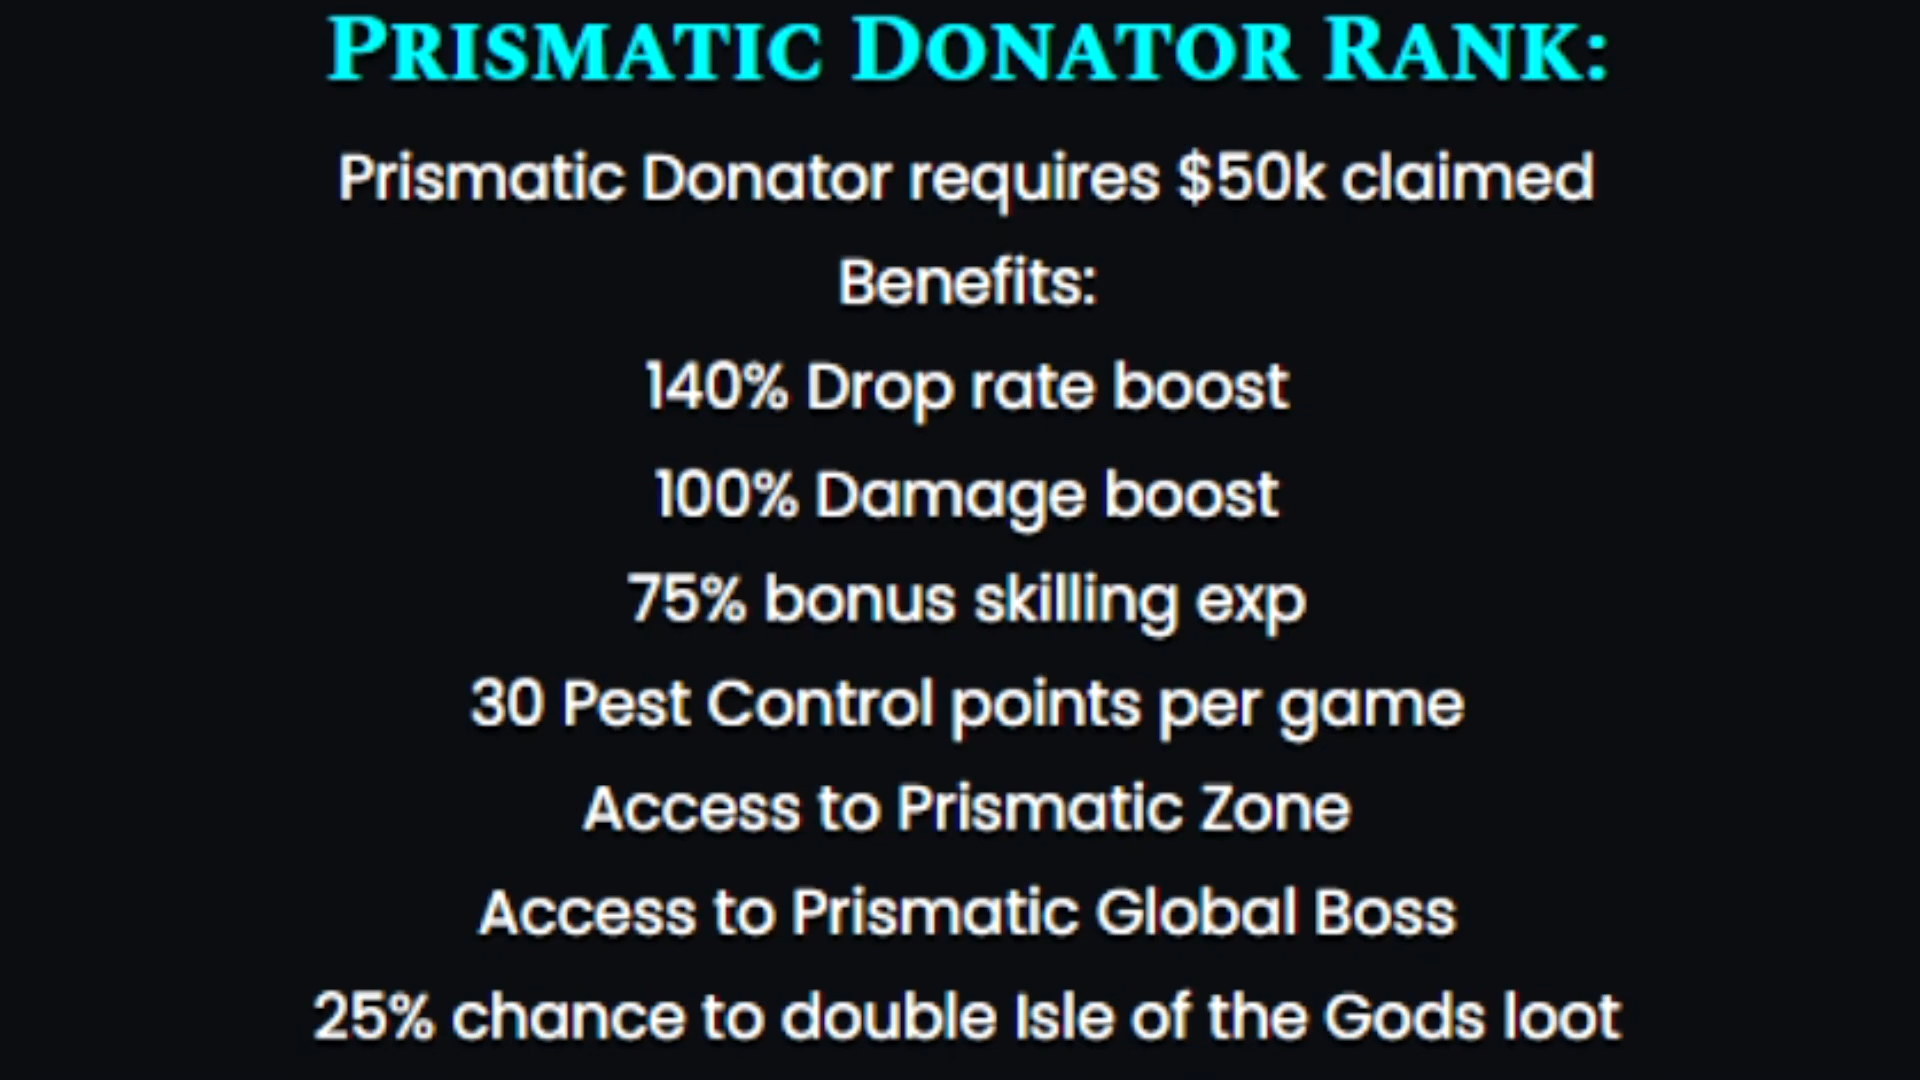 Prismatic Donator Rank:
Prismatic Donator requires $50k claimed
Benefits:
140% Drop rate boost
100% Damage boost
75% bonus skilling exp
30 Pest Control points per game
Access to Prismatic Zone
Access to Prismatic Global Boss
25% chance to double Isle of the Gods loot